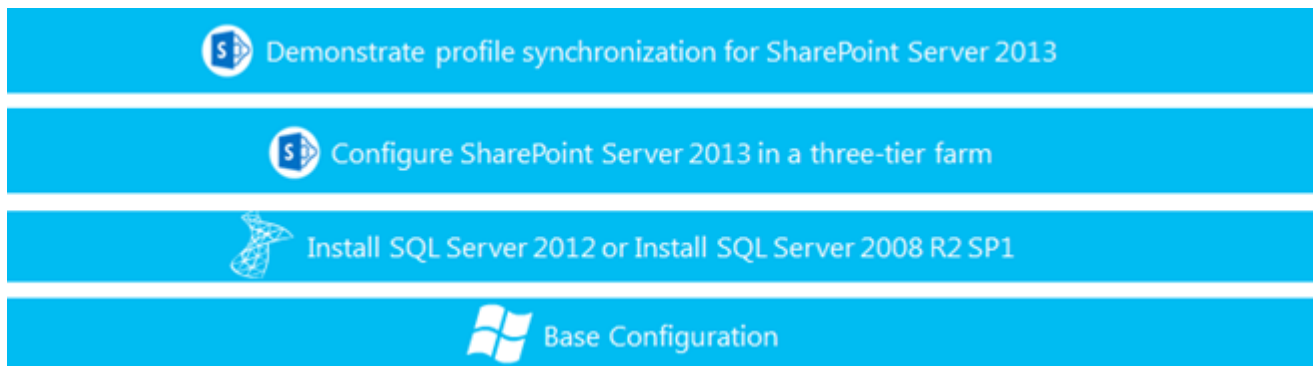 Demonstrate profile synchronization for SharePoint Server 2013
Configure SharePoint Server 2013 in a three-tier farm
Install SQL Server 2012 or Install SQL Server 2008 R2 SP1
Base Configuration